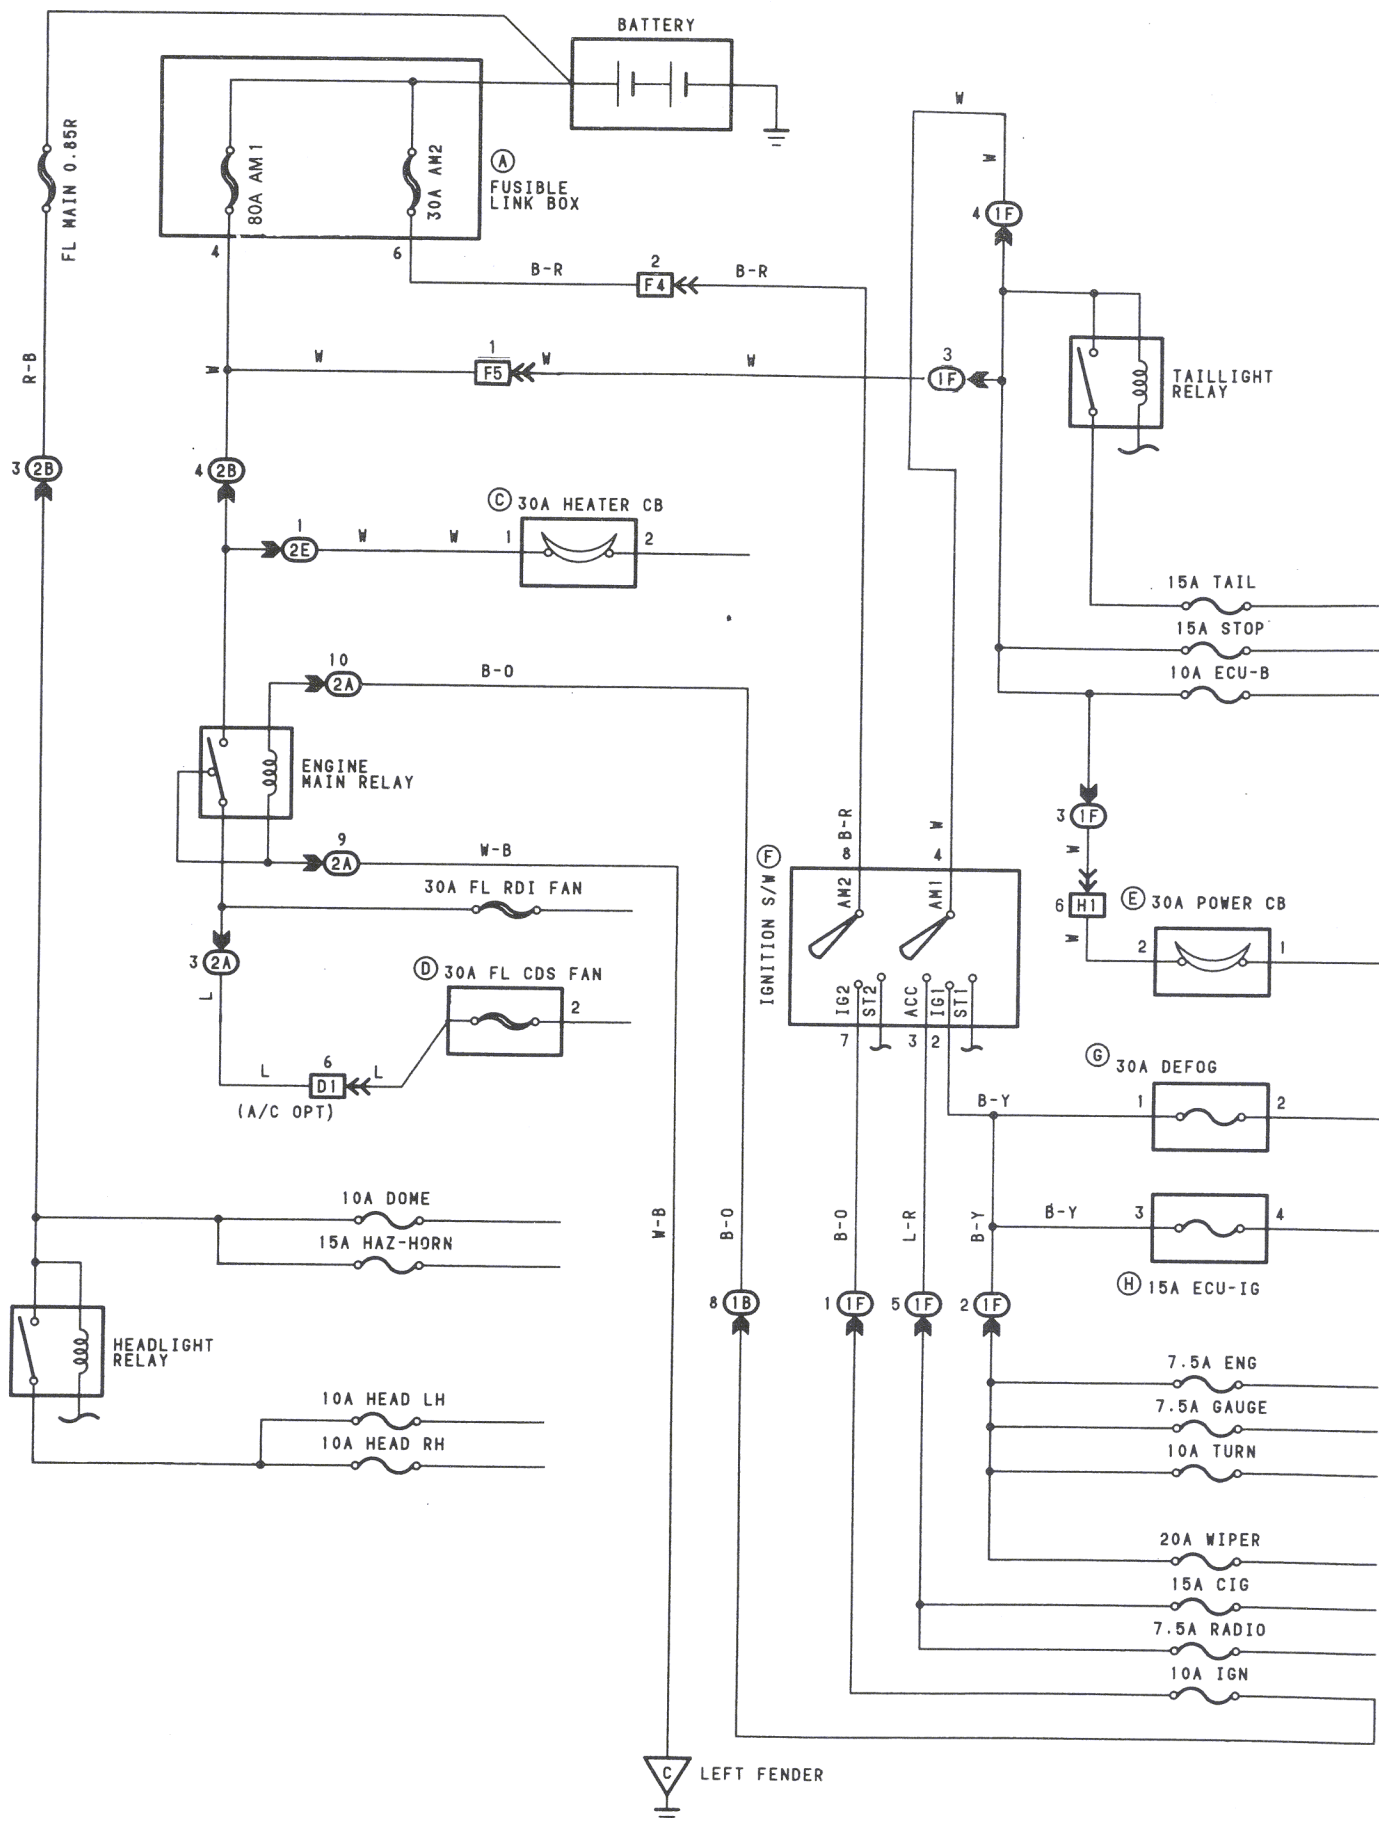 BATTERY
FL MAIN 0.85R
80A AM1
30A AM2
A
FUSIBLE
LINK BOX
4
6
W
W
4 1F
B-R
2
F4
B-R
R-B
W
W
1
F5
W
W
3
1F
TAILLIGHT
RELAY
3 2B
4 2B
C 30A HEATER CB
1
2E
W
W
1
2
15A TAIL
15A STOP
10A ECU-B
10
2A
B-O
ENGINE
MAIN RELAY
9
2A
W-B
3 1F
W
6 H1
W
E 30A POWER CB
2
1
30A FL RDI FAN
3 2A
L
D 30A FL CDS FAN
2
L
6
D1
L
(A/C OPT)
IGNITION S/W F
B-R
8
W
4
AM2
AM1
IG2
ST2
ACC
IG1
ST1
7
3
2
G 30A DEFOG
B-Y
1
2
10A DOME
15A HAZ-HORN
W-B
B-O
B-O
L-R
B-Y
B-Y
3
4
H 15A ECU-IG
8 1B
1 1F
5 1F
2 1F
HEADLIGHT
RELAY
10A HEAD LH
10A HEAD RH
7.5A ENG
7.5A GAUGE
10A TURN
20A WIPER
15A CIG
7.5A RADIO
10A IGN
C LEFT FENDER